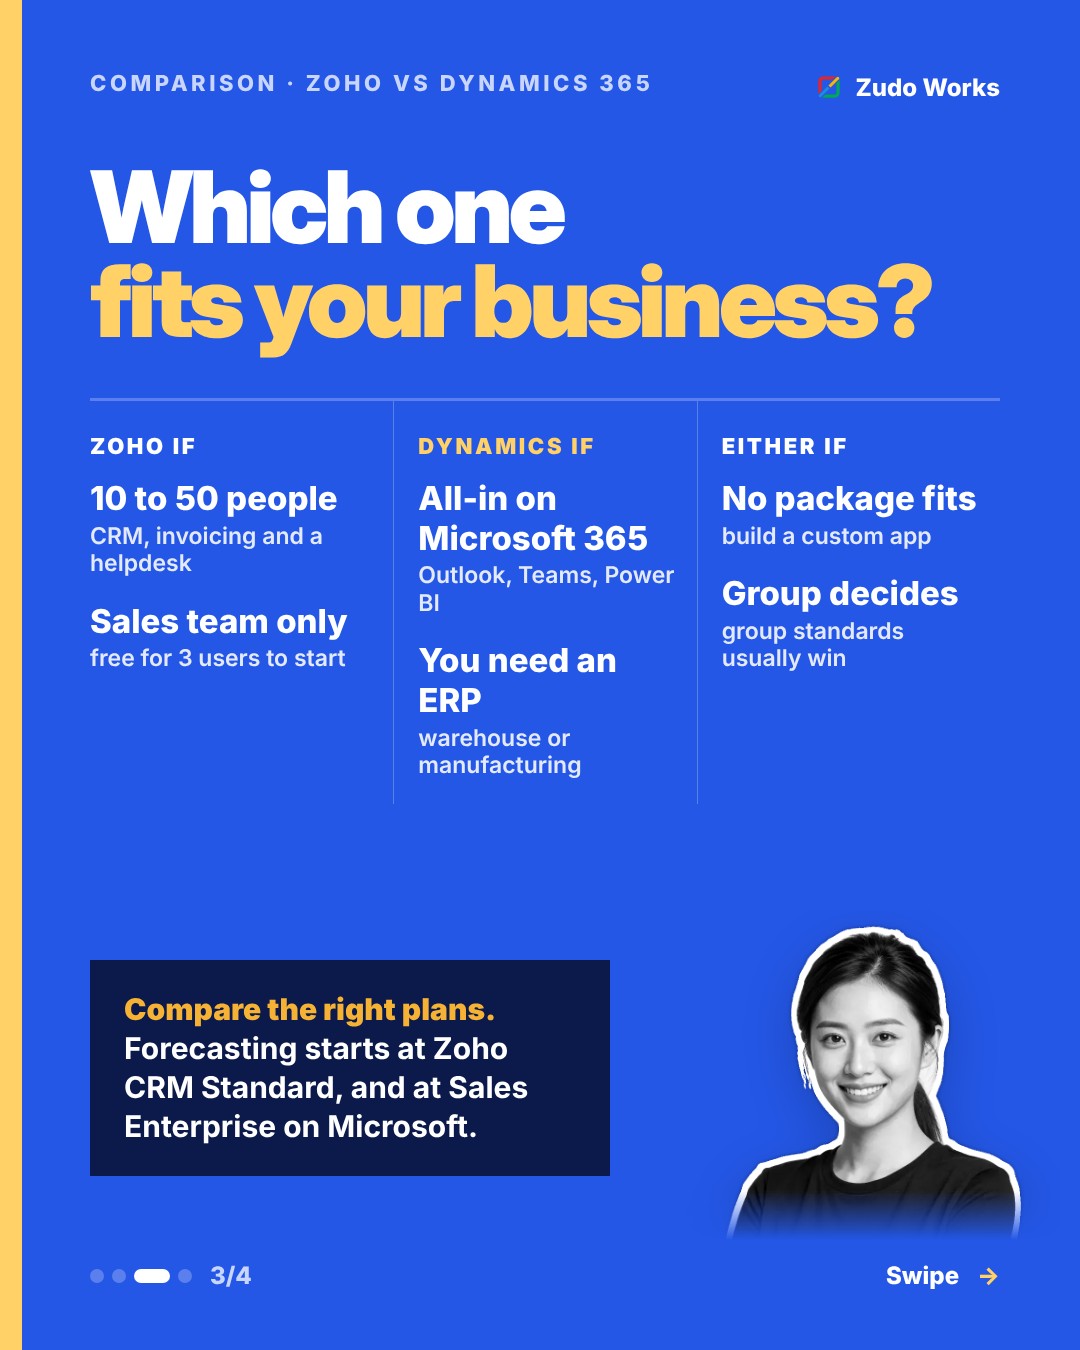 COMPARISON · ZOHO VS DYNAMICS 365
Zudo Works
Which one
fits your business?
ZOHO IF
10 to 50 people
CRM, invoicing and a
helpdesk
Sales team only
free for 3 users to start
DYNAMICS IF
All-in on
Microsoft 365
Outlook, Teams, Power
BI
You need an
ERP
warehouse or
manufacturing
EITHER IF
No package fits
build a custom app
Group decides
group standards
usually win
Compare the right plans.
Forecasting starts at Zoho
CRM Standard, and at Sales
Enterprise on Microsoft.
3/4
Swipe →